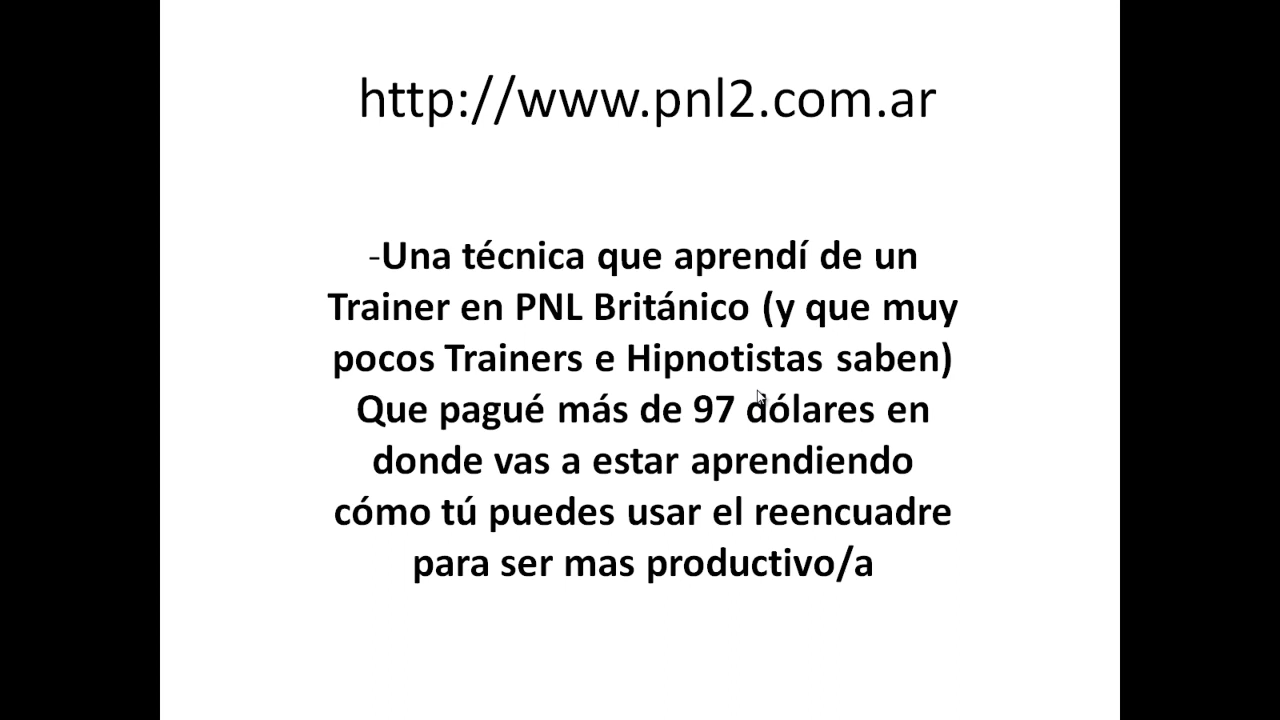 http://www.pnl2.com.ar
-Una técnica que aprendí de un
Trainer en PNL Británico (y que muy
pocos Trainers e Hipnotistas saben)
Que pagué más de 97 dólares en
donde vas a estar aprendiendo
cómo tú puedes usar el reencuadre
para ser mas productivo/a